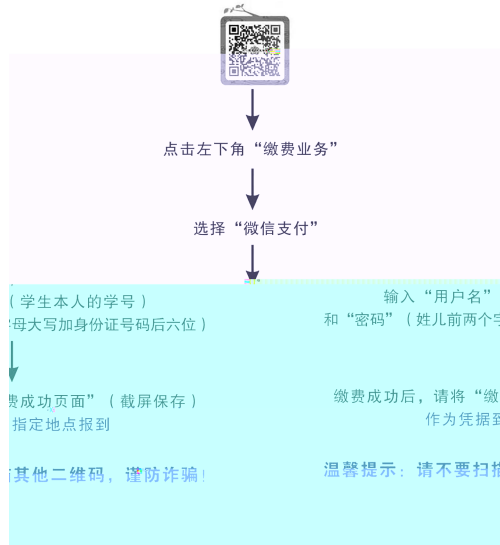 点击左下角“缴费业务”
选择“微信支付”
（学生本人的学号）
母大写加身份证号码后六位）
输入“用户名”
和“密码”（姓儿前两个
费成功页面”（截屏保存）
指定地点报到
缴费成功后，请将“缴
作为凭据到
其他二维码，谨防诈骗！
温馨提示：请不要扫描